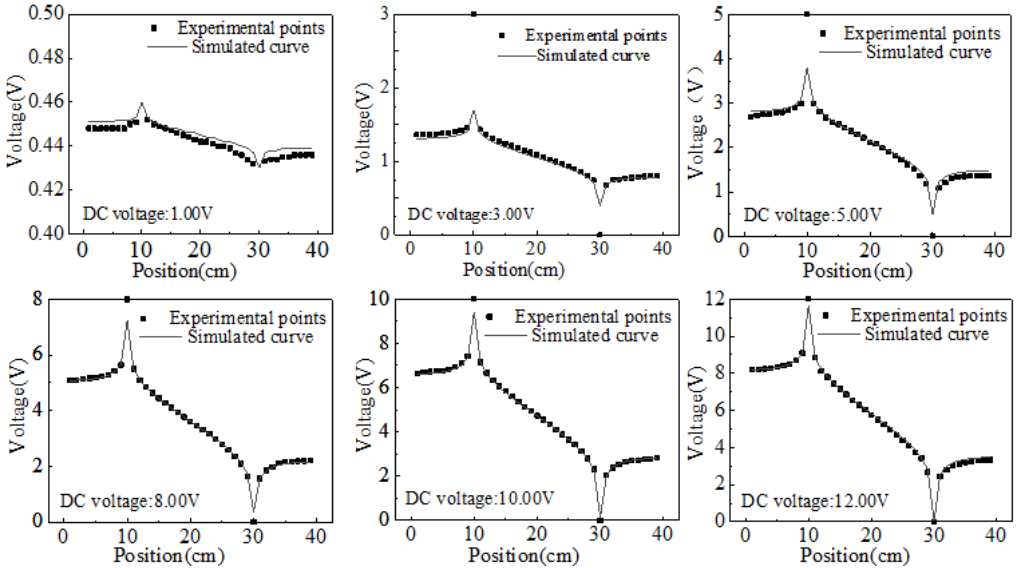 0.50
0.48
0.46
0.44
0.42
0.40
Voltage(V)
Experimental points
Simulated curve
DC voltage:1.00V
0 10 20 30 40
Position(cm)
3
2
1
0
Voltage(V)
Experimental points
Simulated curve
DC voltage:3.00V
0 10 20 30 40
Position(cm)
5
4
3
2
1
0
Voltage（V）
Experimental points
Simulated curve
DC voltage:5.00V
0 10 20 30 40
Position(cm)
8
6
4
2
0
Voltage(V)
Experimental points
Simulated curve
DC voltage:8.00V
0 10 20 30 40
Position(cm)
10
8
6
4
2
0
Voltage(V)
Experimental points
Simulated curve
DC voltage:10.00V
0 10 20 30 40
Position(cm)
12
10
8
6
4
2
0
Voltage(V)
Experimental points
Simulated curve
DC voltage:12.00V
0 10 20 30 40
Position(cm)